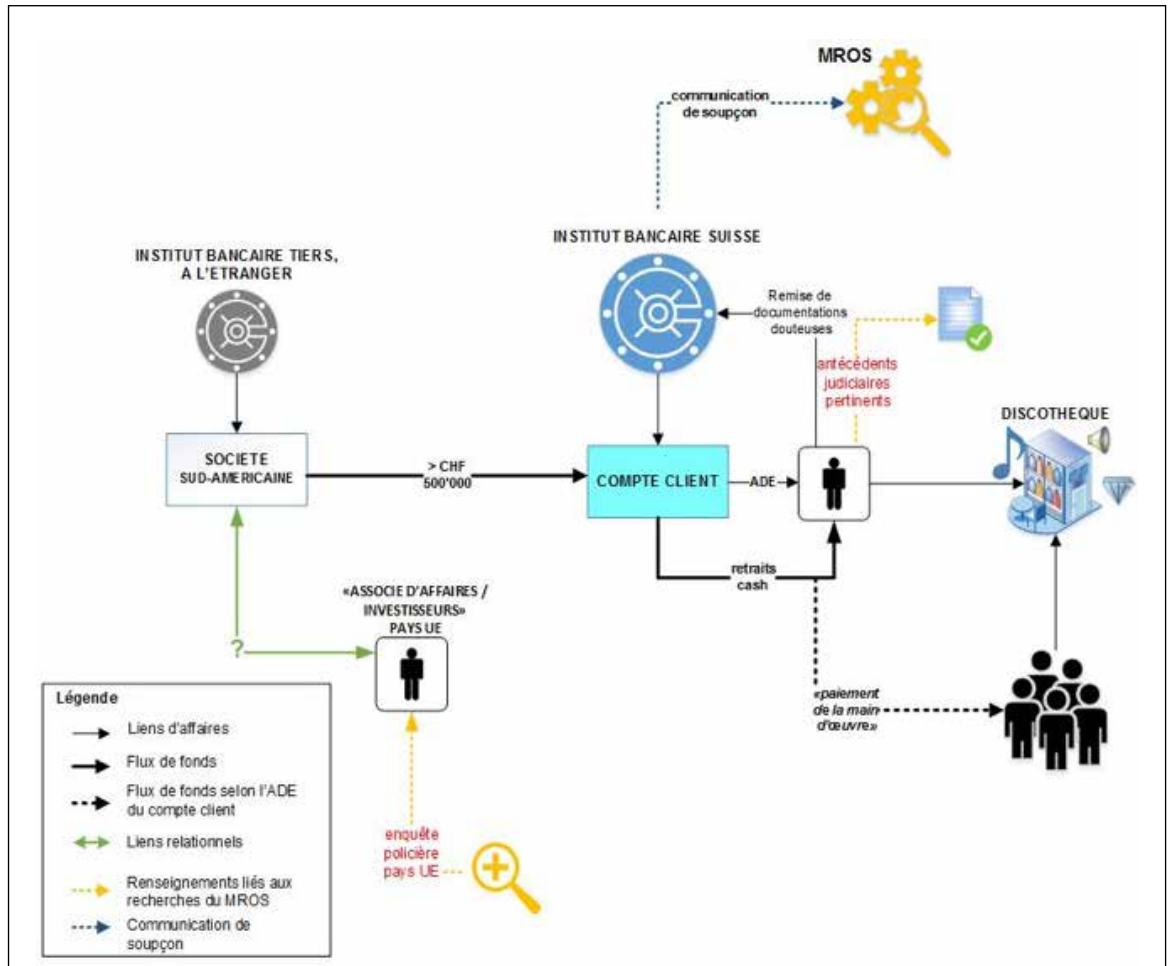 MROS
communication
de soupçon
INSTITUT BANCAIRE SUISSE
INSTITUT BANCAIRE TIERS,
A L'ETRANGER
Remise de
documentations
douteuses
antécédents
judiciaires
pertinents
DISCOTHEQUE
SOCIETE
SUD-AMERICAINE
> CHF
500'000
COMPTE CLIENT
ADE
retraits
cash
«ASSOCIE D'AFFAIRES /
INVESTISSEURS»
PAYS UE
?
«paiement
de la main
d'œuvre»
enquête
policière
pays UE
Légende
Liens d'affaires
Flux de fonds
Flux de fonds selon l'ADE
du compte client
Liens relationnels
Renseignements liés aux
recherches du MROS
Communication de
soupçon